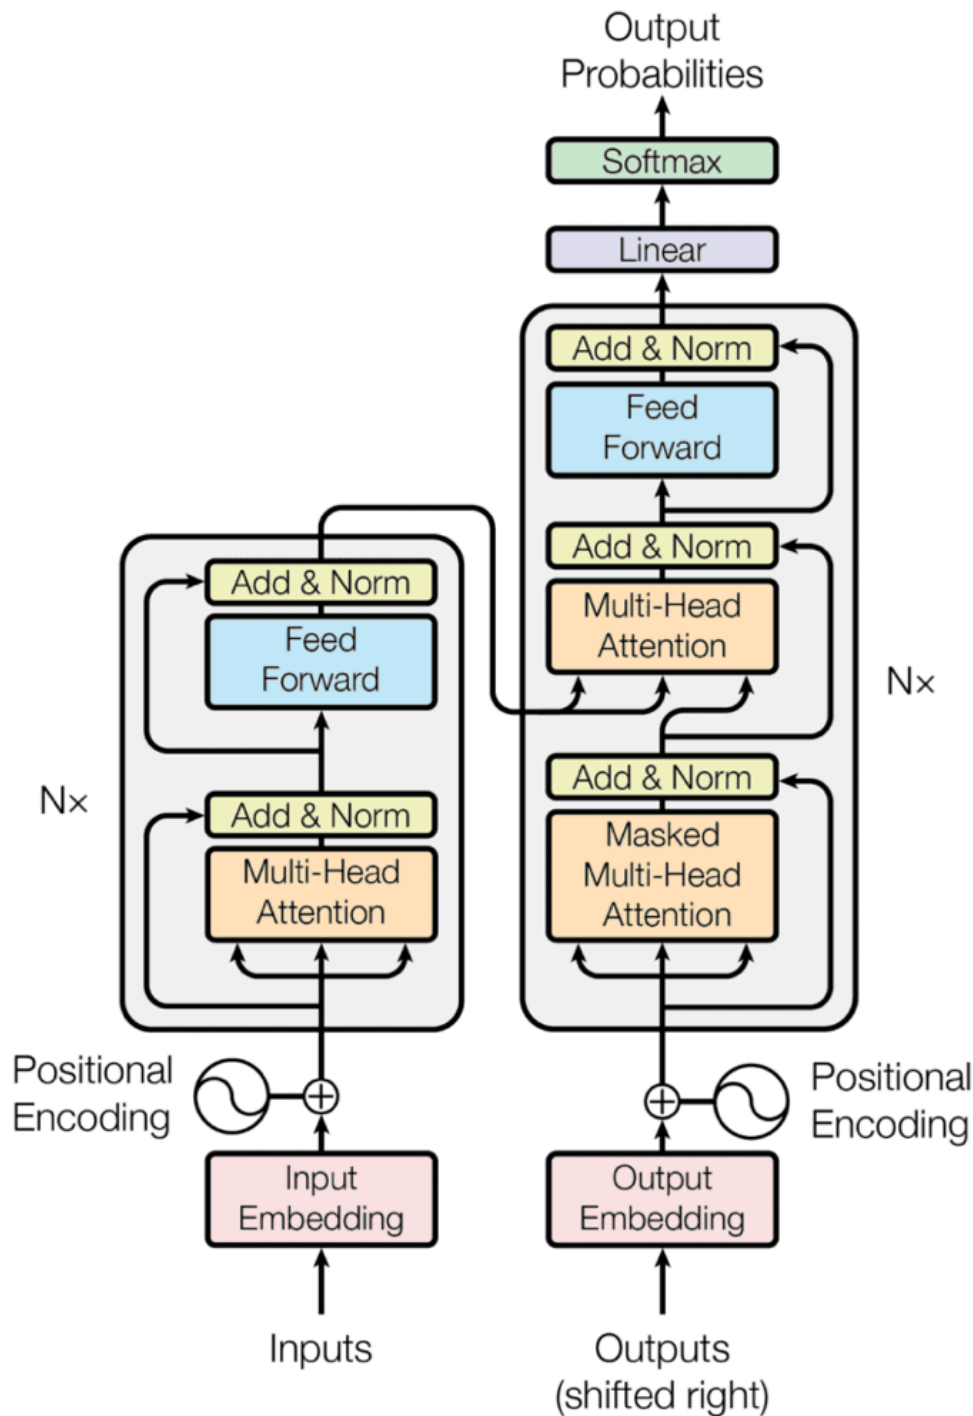 Output
Probabilities
Softmax
Linear
Add & Norm
Feed
Forward
Add & Norm
Multi-Head
Attention
Add & Norm
Masked
Multi-Head
Attention
Nx
Add & Norm
Feed
Forward
Add & Norm
Multi-Head
Attention
Nx
Positional
Encoding
Positional
Encoding
Input
Embedding
Output
Embedding
Inputs
Outputs
(shifted right)